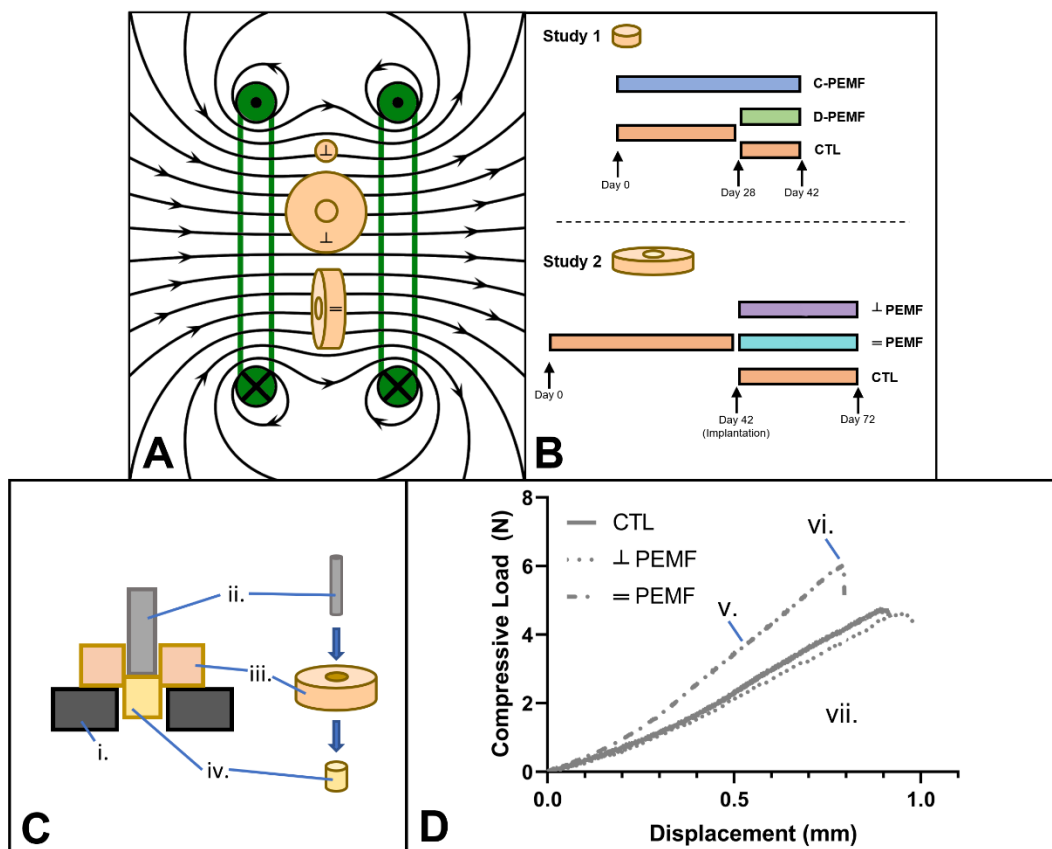 ⊥
⊥
=
A
Study 1
C-PEMF
D-PEMF
CTL
Day 0
Day 28
Day 42
Study 2
⊥ PEMF
= PEMF
CTL
Day 0
Day 42
(Implantation)
Day 72
B
ii.
iii.
i.
iv.
C
Compressive Load (N)
8
6
4
2
0
CTL
⊥ PEMF
= PEMF
v.
vi.
vii.
0.0
0.5
1.0
Displacement (mm)
D